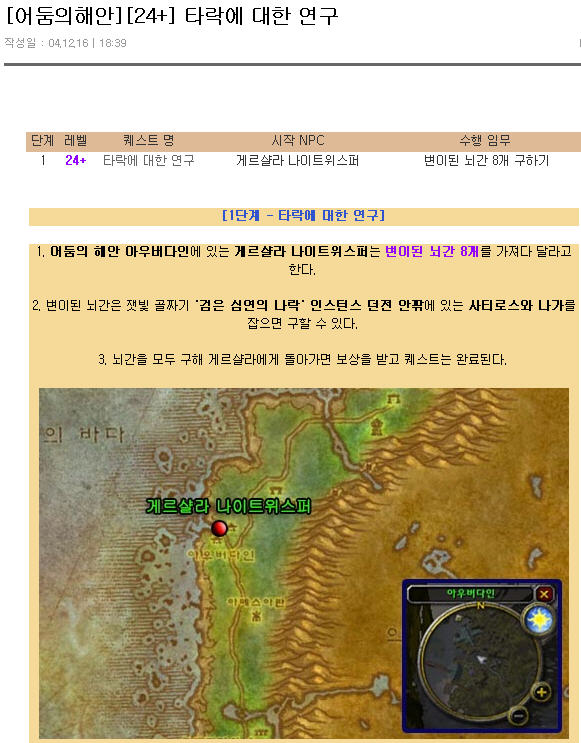 [어둠의해안][24+] 타락에 대한 연구
작성일 : 04.12.16 | 18:39
단계 레벨 퀘스트 명 시작 NPC 수행 임무
1 24+ 타락에 대한 연구 게르샬라 나이트위스퍼 변이된 뇌간 8개 구하기
[1단계 - 타락에 대한 연구]
1. 어둠의 해안 아우버다인에 있는 게르샬라 나이트위스퍼는 변이된 뇌간 8개를 가져다 달라고
한다.
2. 변이된 뇌간은 잿빛 골짜기 '검은 심연의 나락' 인스턴스 던전 안팎에 있는 사티로스와 나가를
잡으면 구할 수 있다.
3. 뇌간을 모두 구해 게르샬라에게 돌아가면 보상을 받고 퀘스트는 완료된다.
의 바다
게르샬라 나이트위스퍼
아우버다인
아메스아란
아우버다인
N